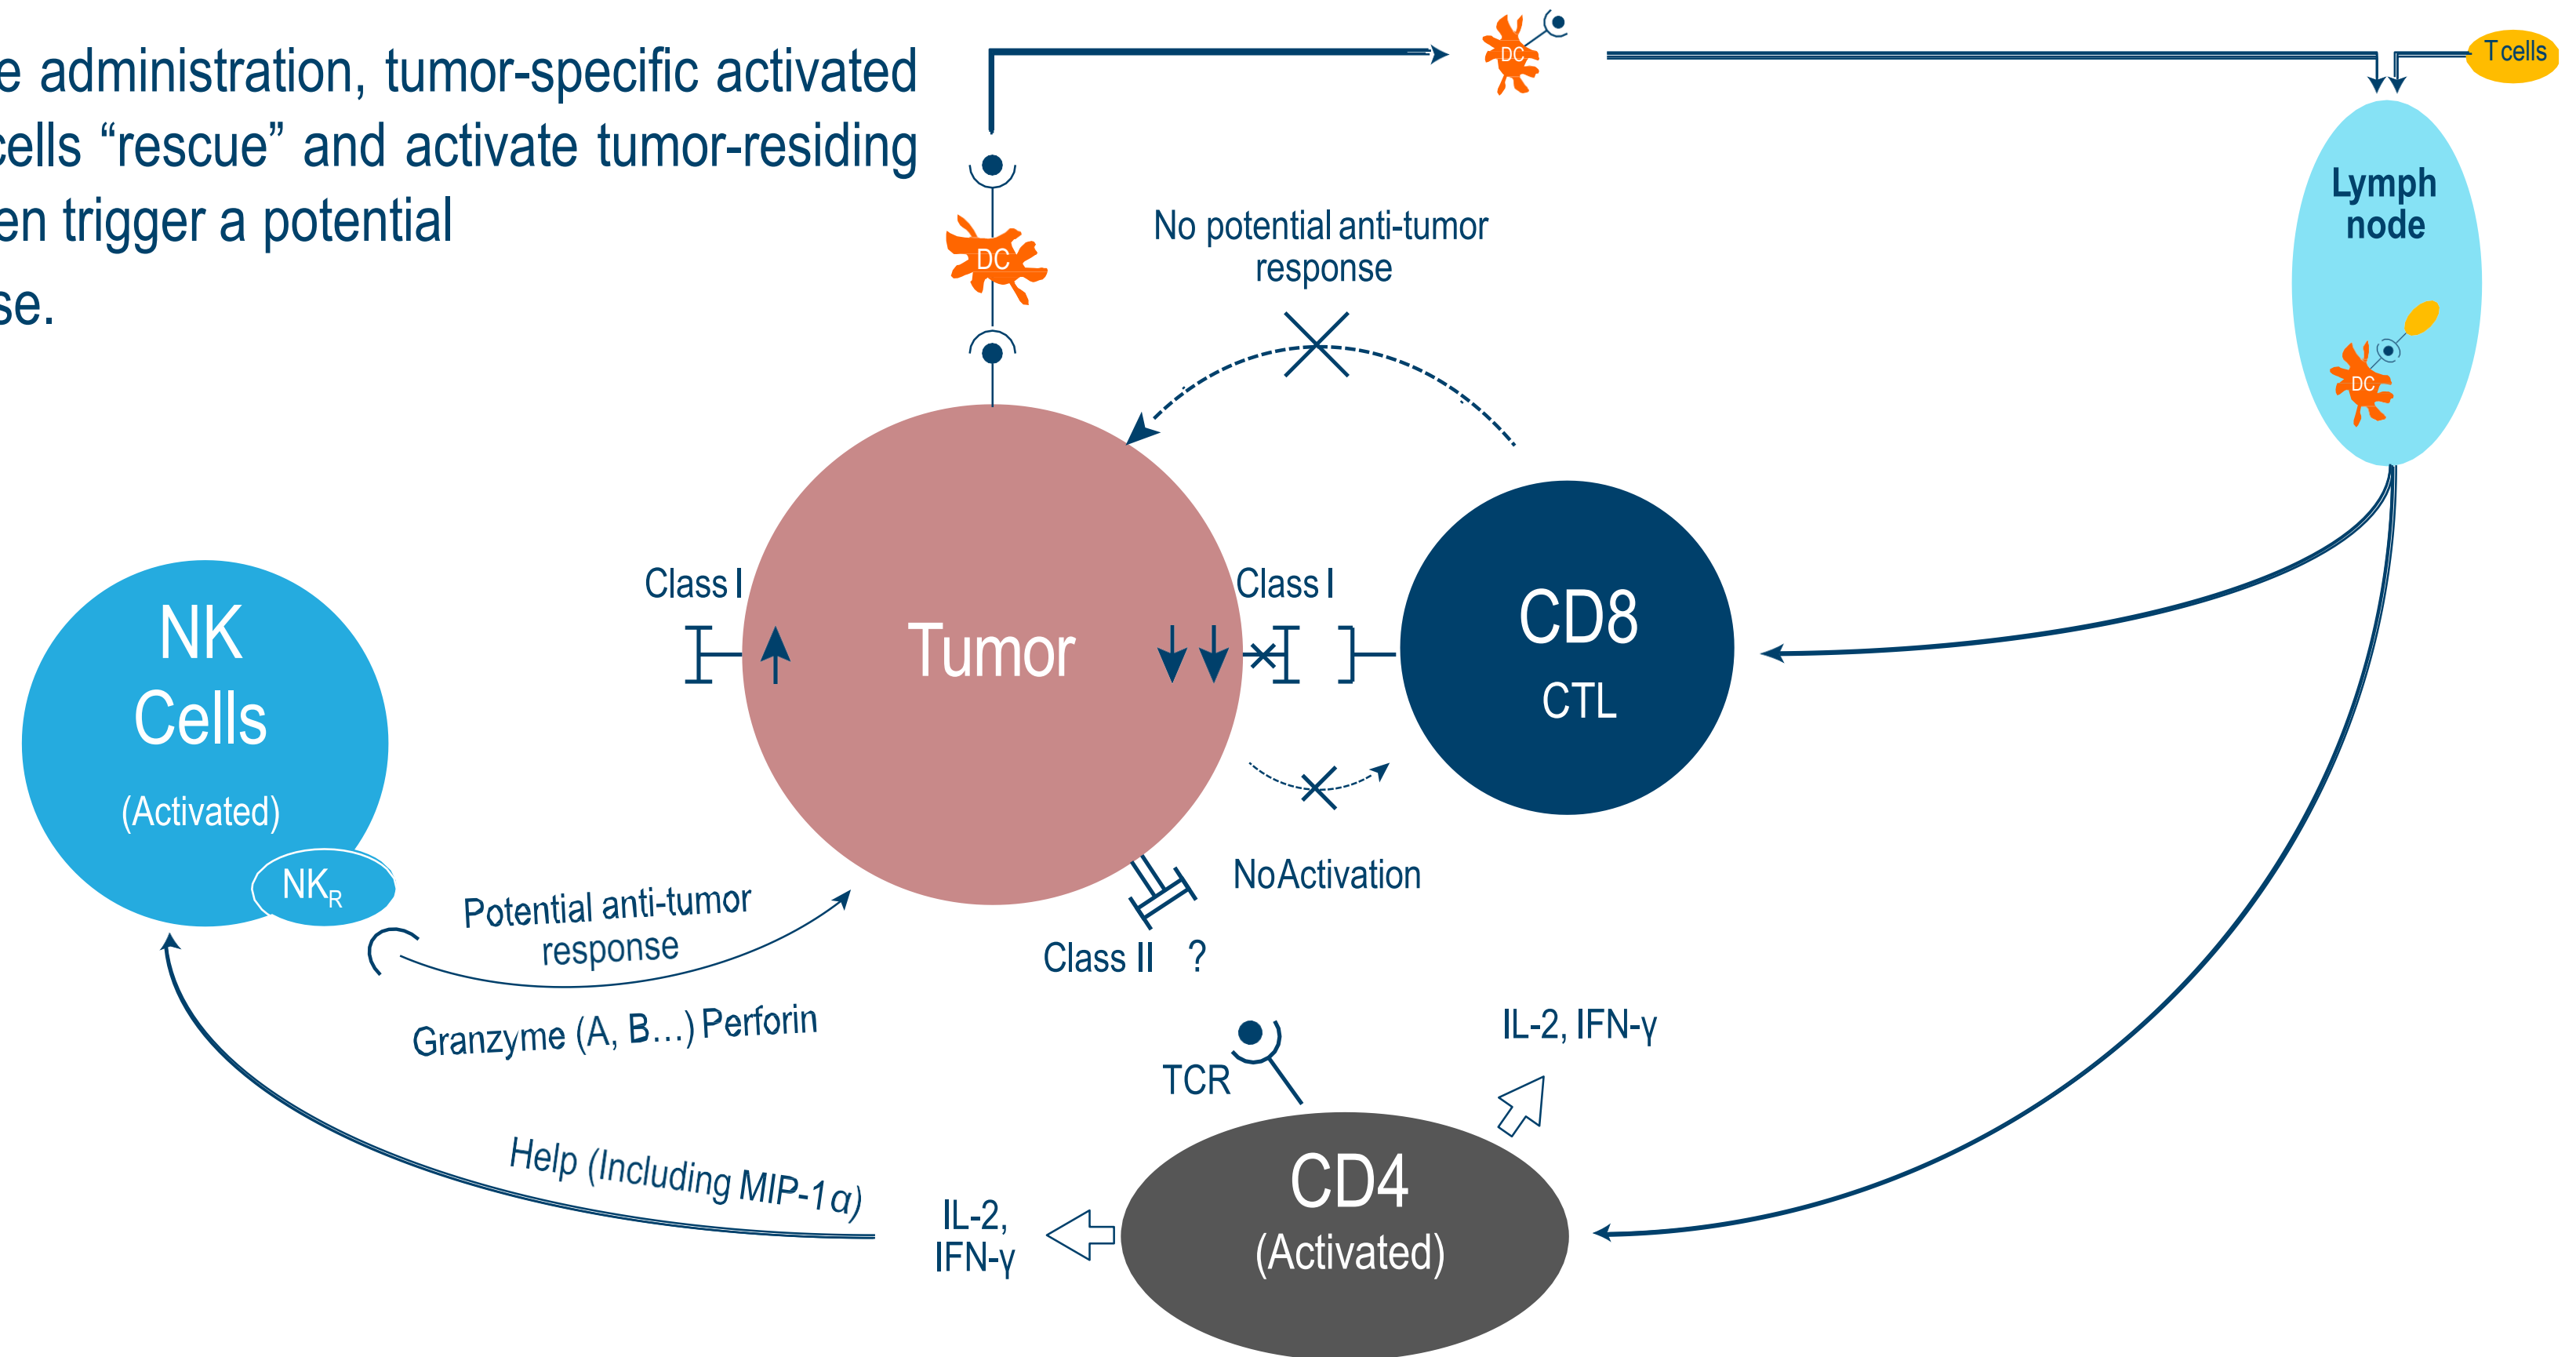 e administration, tumor-specific activated
cells “rescue” and activate tumor-residing
en trigger a potential
se.
DC
T cells
Lymph
node
DC
DC
No potential anti-tumor
response
Class I
Tumor
Class I
CD8
CTL
NK
Cells
(Activated)
NKR
No Activation
Potential anti-tumor
response
Class II ?
Granzyme (A, B…) Perforin
TCR
IL-2, IFN-γ
Help (Including MIP-1α)
IL-2,
IFN-γ
CD4
(Activated)